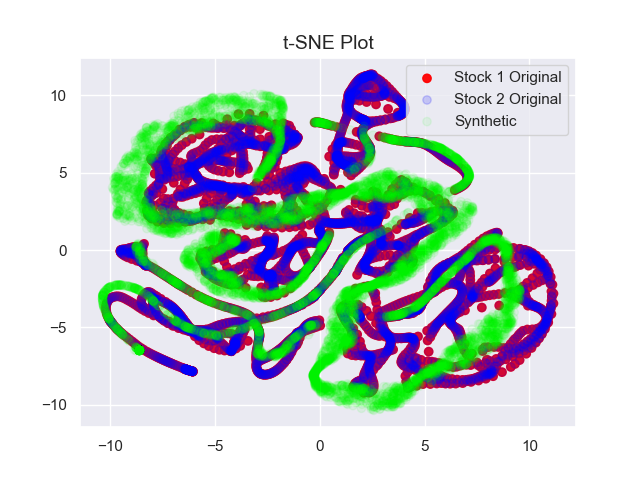 t-SNE Plot
Stock 1 Original
Stock 2 Original
Synthetic
10
5
0
−5
−10
−10 −5 0 5 10